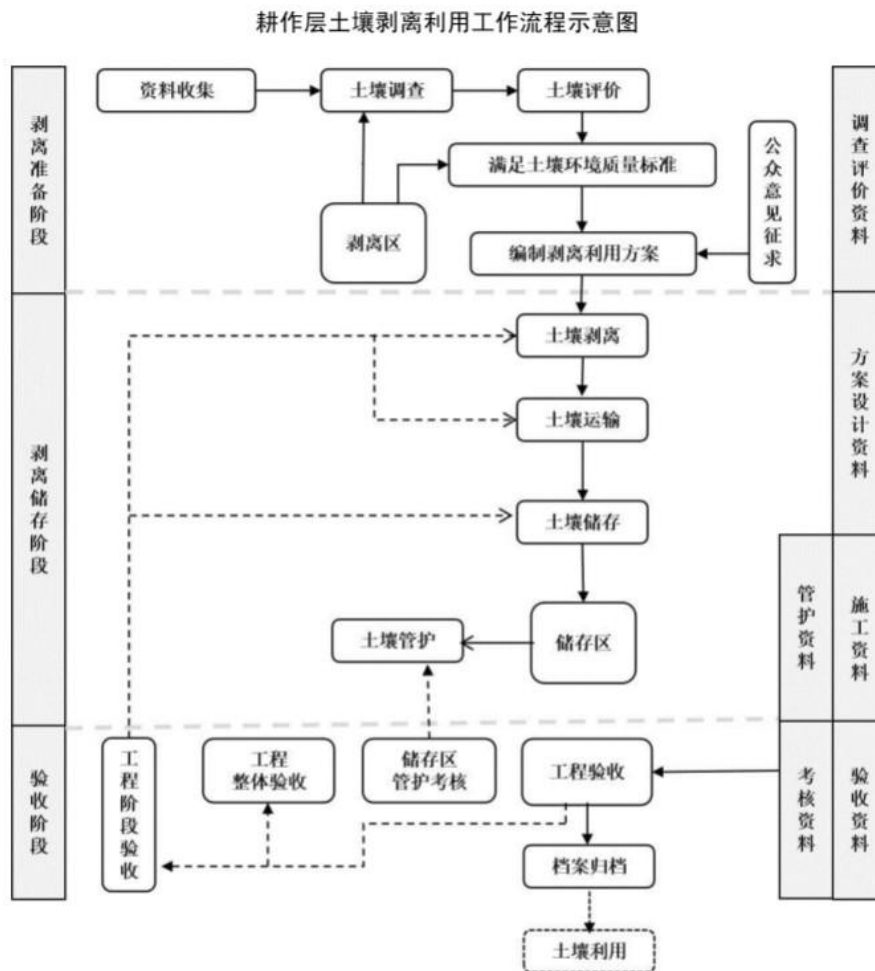 耕作层土壤剥离利用工作流程示意图
剥离准备阶段
资料收集
土壤调查
土壤评价
满足土壤环境质量标准
剥离区
编制剥离利用方案
公众意见征求
调查评价资料
剥离储存阶段
土壤剥离
土壤运输
土壤储存
土壤管护
储存区
方案设计资料
管护资料
施工资料
验收阶段
工程阶段验收
工程
整体验收
储存区
管护考核
工程验收
考核资料
验收资料
档案归档
土壤利用